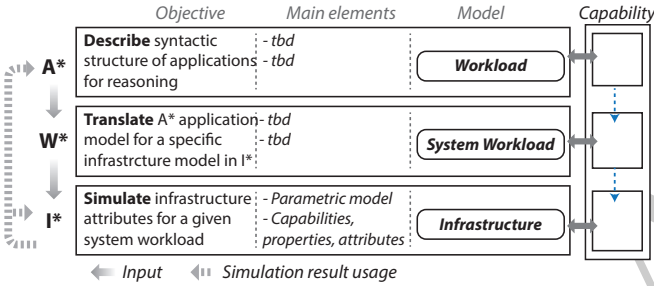 Objective Main elements Model Capability
A*
Describe syntactic
structure of applications
for reasoning
- tbd
- tbd
Workload
W*
Translate A* application
model for a specific
infrastrcture model in I*
- tbd
- tbd
System Workload
I*
Simulate infrastructure
attributes for a given
system workload
- Parametric model
- Capabilities,
properties, attributes
Infrastructure
Input Simulation result usage